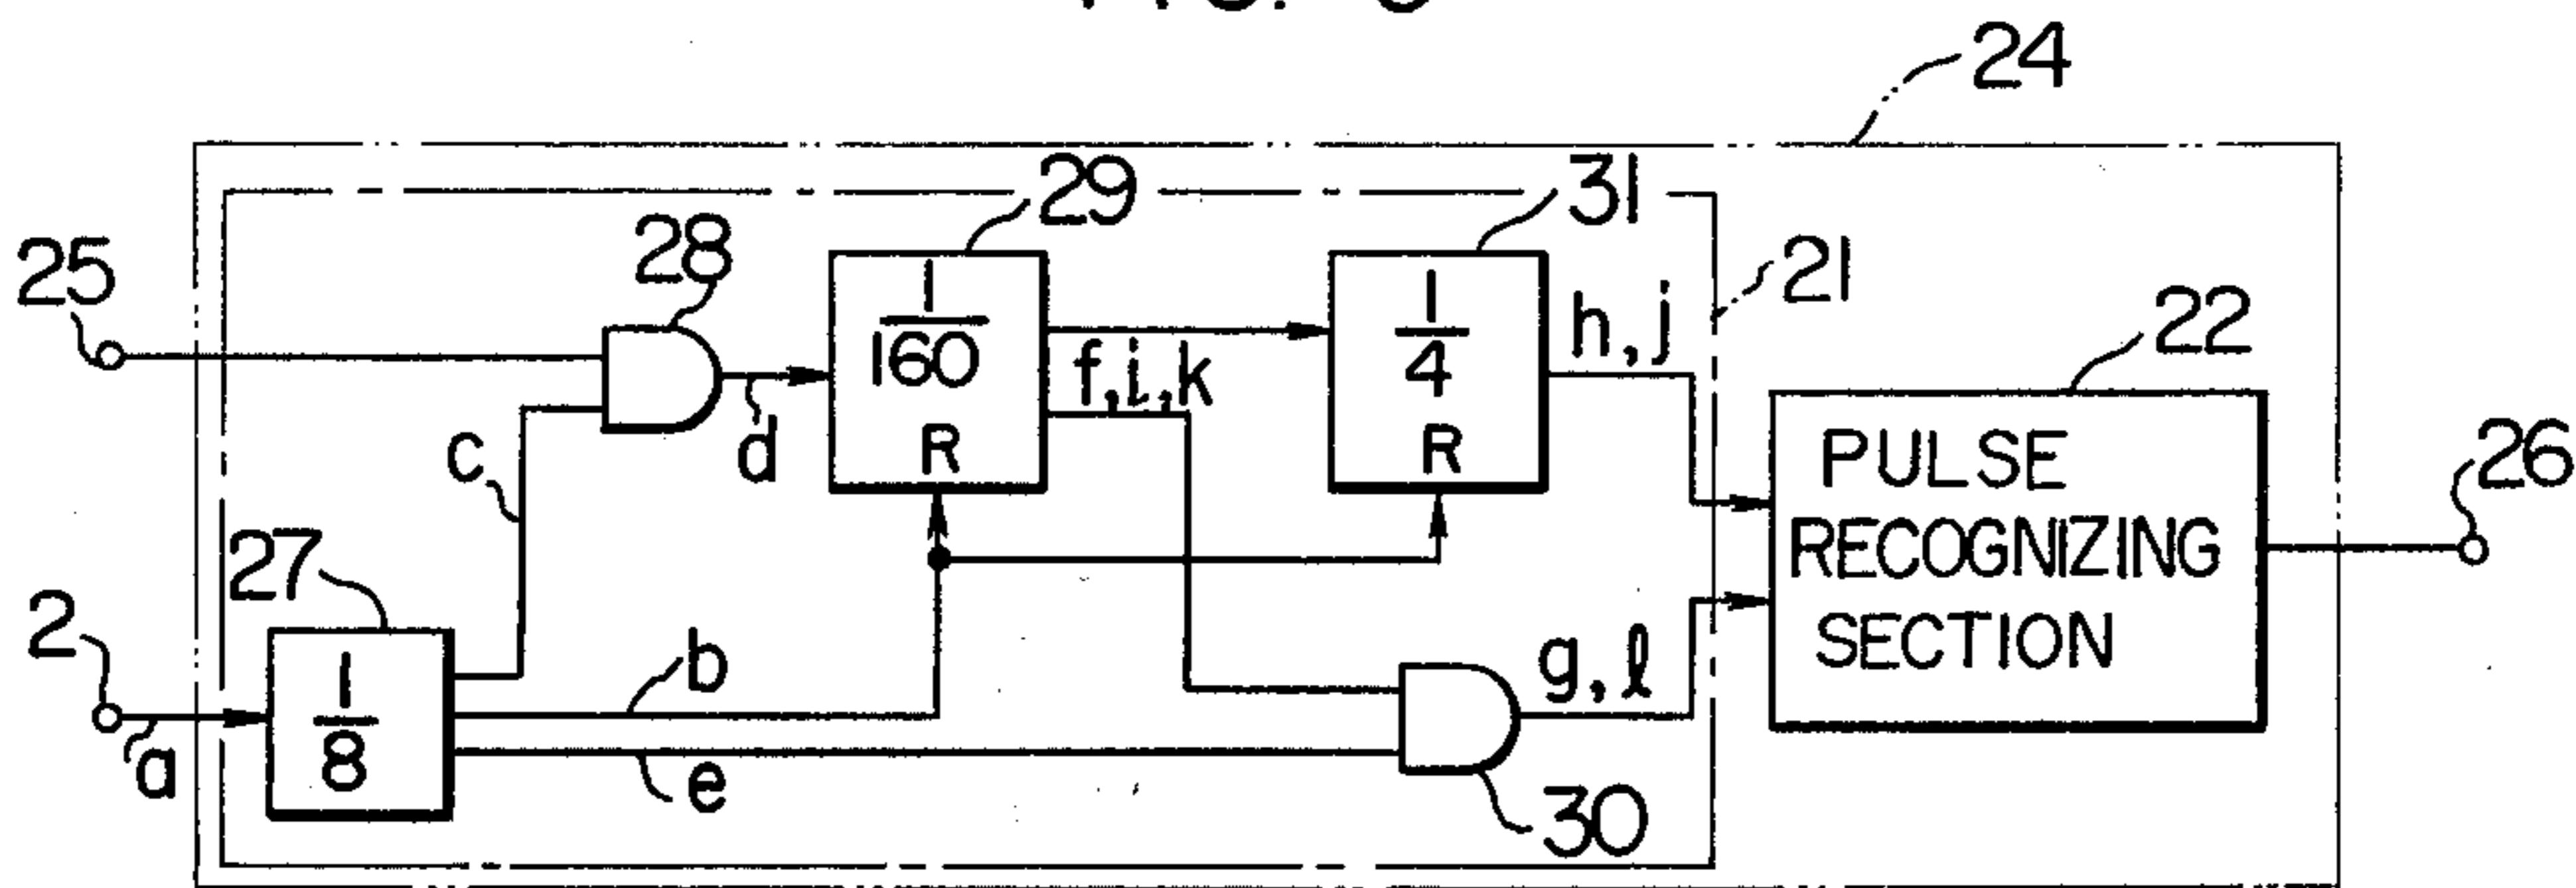 24
25
28
29
31
21
22
1
160
R
1
4
R
h, j
f, i, k
d
c
PULSE
RECOGNIZING
SECTION
26
27
2
a
1
8
b
e
g, l
30